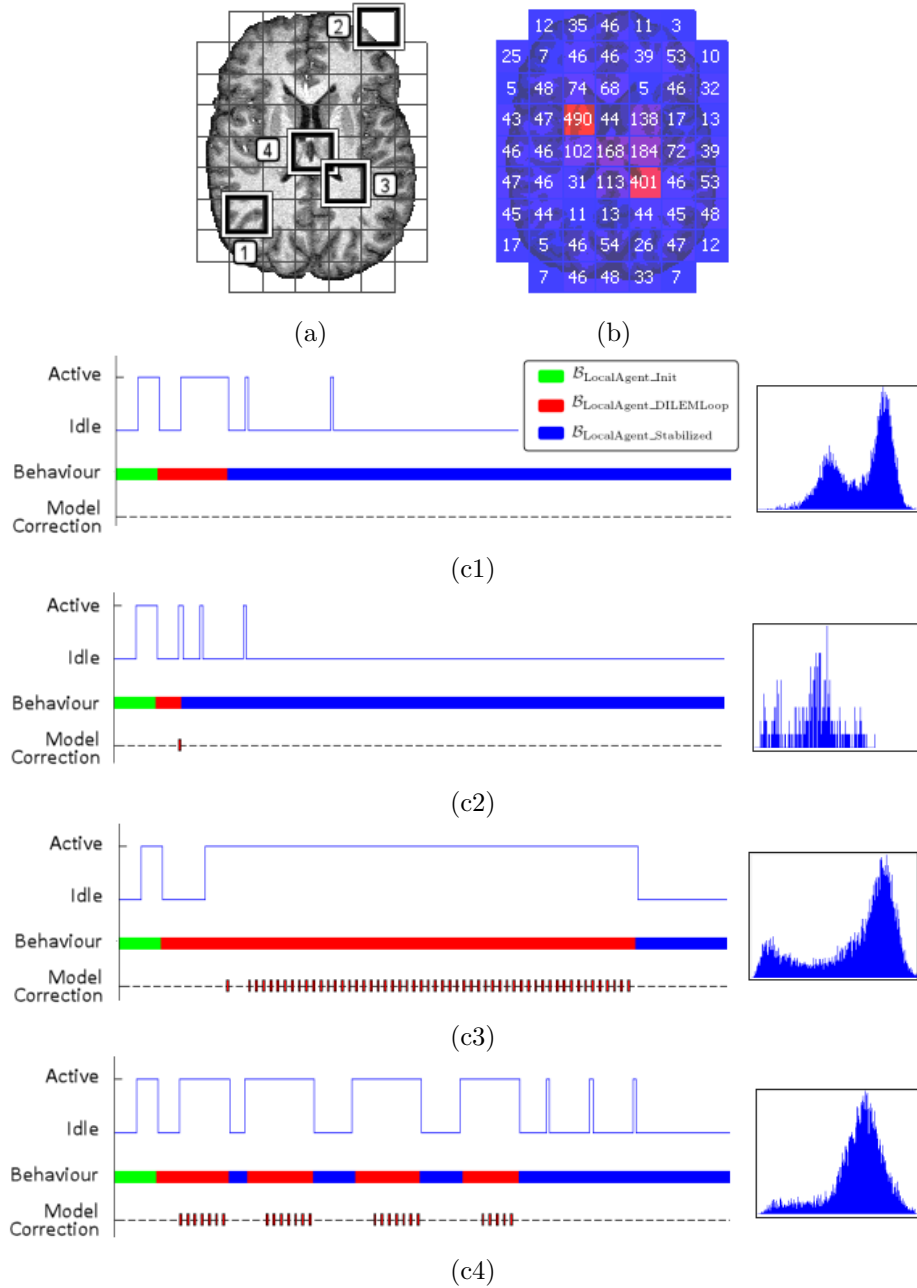 2
4
3
1
12 35 46 11 3
25 7 46 46 39 53 10
5 48 74 68 5 46 32
43 47 490 44 138 17 13
46 46 102 168 184 72 39
47 46 31 113 401 46 53
45 44 11 13 44 45 48
17 5 46 54 26 47 12
7 46 48 33 7
(a) (b)
Active
Idle
Behaviour
Model
Correction
B_LocalAgent_Init
B_LocalAgent_DILEMLoop
B_LocalAgent_Stabilized
(c1)
Active
Idle
Behaviour
Model
Correction
(c2)
Active
Idle
Behaviour
Model
Correction
(c3)
Active
Idle
Behaviour
Model
Correction
(c4)